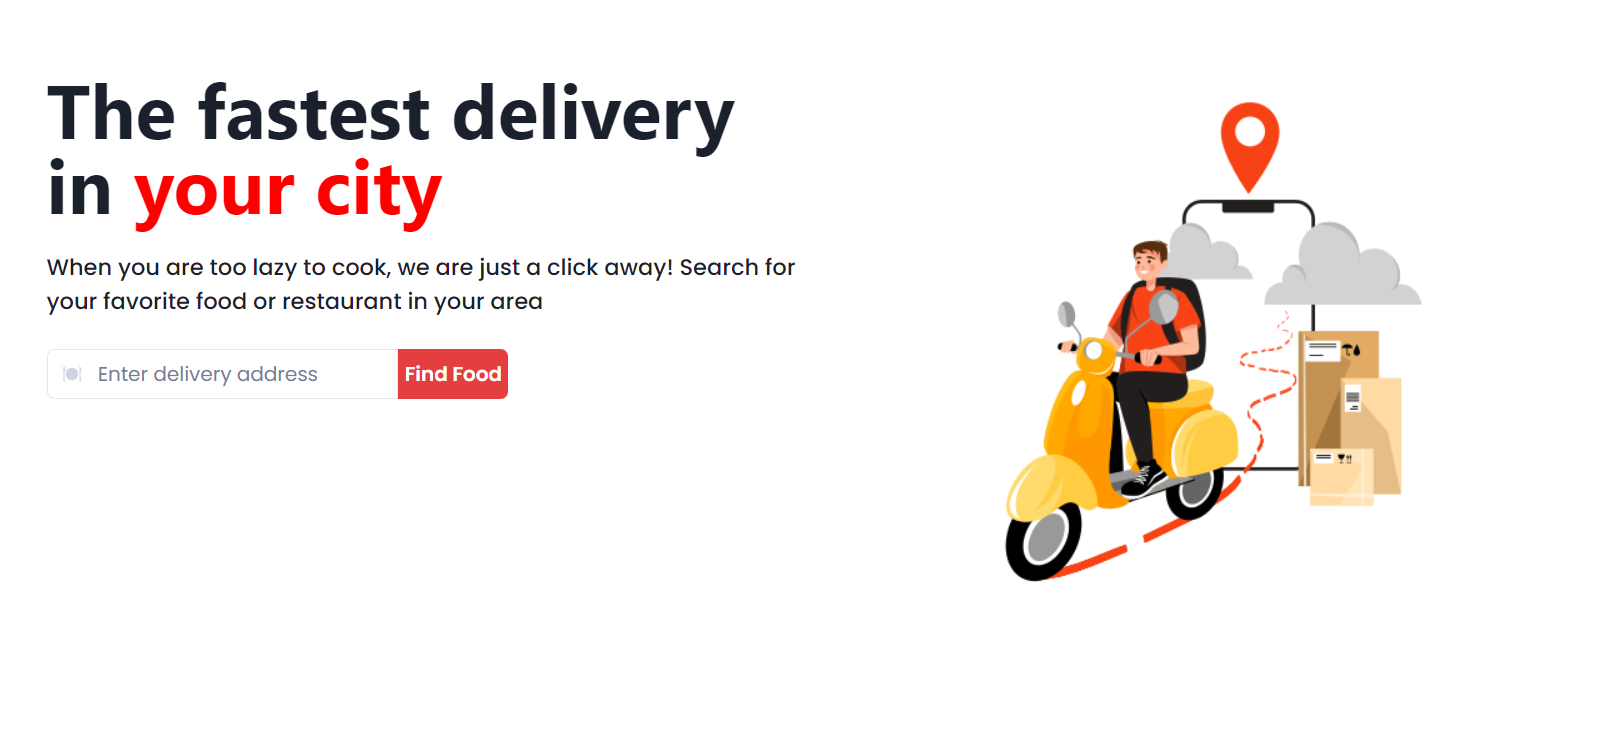 The fastest delivery
in your city
When you are too lazy to cook, we are just a click away! Search for
your favorite food or restaurant in your area
Enter delivery address
Find Food